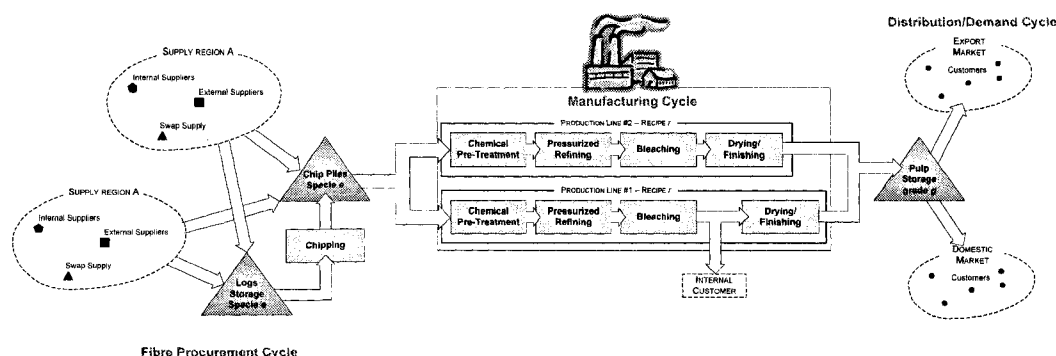 Distribution/Demand Cycle
EXPORT
MARKET
Customers
SUPPLY REGION A
Internal Suppliers
External Suppliers
Swap Supply
Manufacturing Cycle
PRODUCTION LINE #2 – RECIPE r
Chemical
Pre-Treatment
Pressurized
Refining
Bleaching
Drying/
Finishing
Chip Piles
Specie e
Pulp
Storage
grade p
SUPPLY REGION A
Internal Suppliers
External Suppliers
Swap Supply
PRODUCTION LINE #1 – RECIPE r
Chemical
Pre-Treatment
Pressurized
Refining
Bleaching
Drying/
Finishing
Chipping
Logs
Storage
Specie e
INTERNAL
CUSTOMER
DOMESTIC
MARKET
Customers
Fibre Procurement Cycle